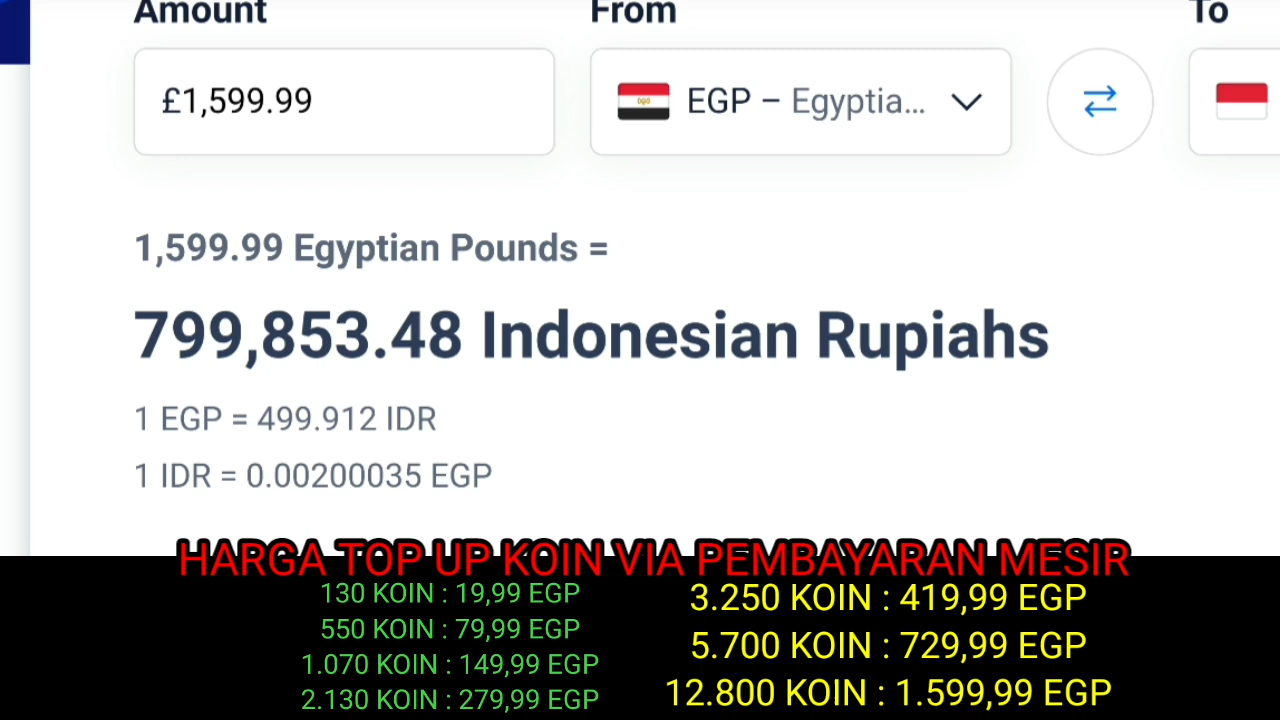 Amount From To
£1,599.99 EGP – Egyptia...
1,599.99 Egyptian Pounds =
799,853.48 Indonesian Rupiahs
1 EGP = 499.912 IDR
1 IDR = 0.00200035 EGP
HARGA TOP UP KOIN VIA PEMBAYARAN MESIR
130 KOIN : 19,99 EGP
550 KOIN : 79,99 EGP
1.070 KOIN : 149,99 EGP
2.130 KOIN : 279,99 EGP
3.250 KOIN : 419,99 EGP
5.700 KOIN : 729,99 EGP
12.800 KOIN : 1.599,99 EGP